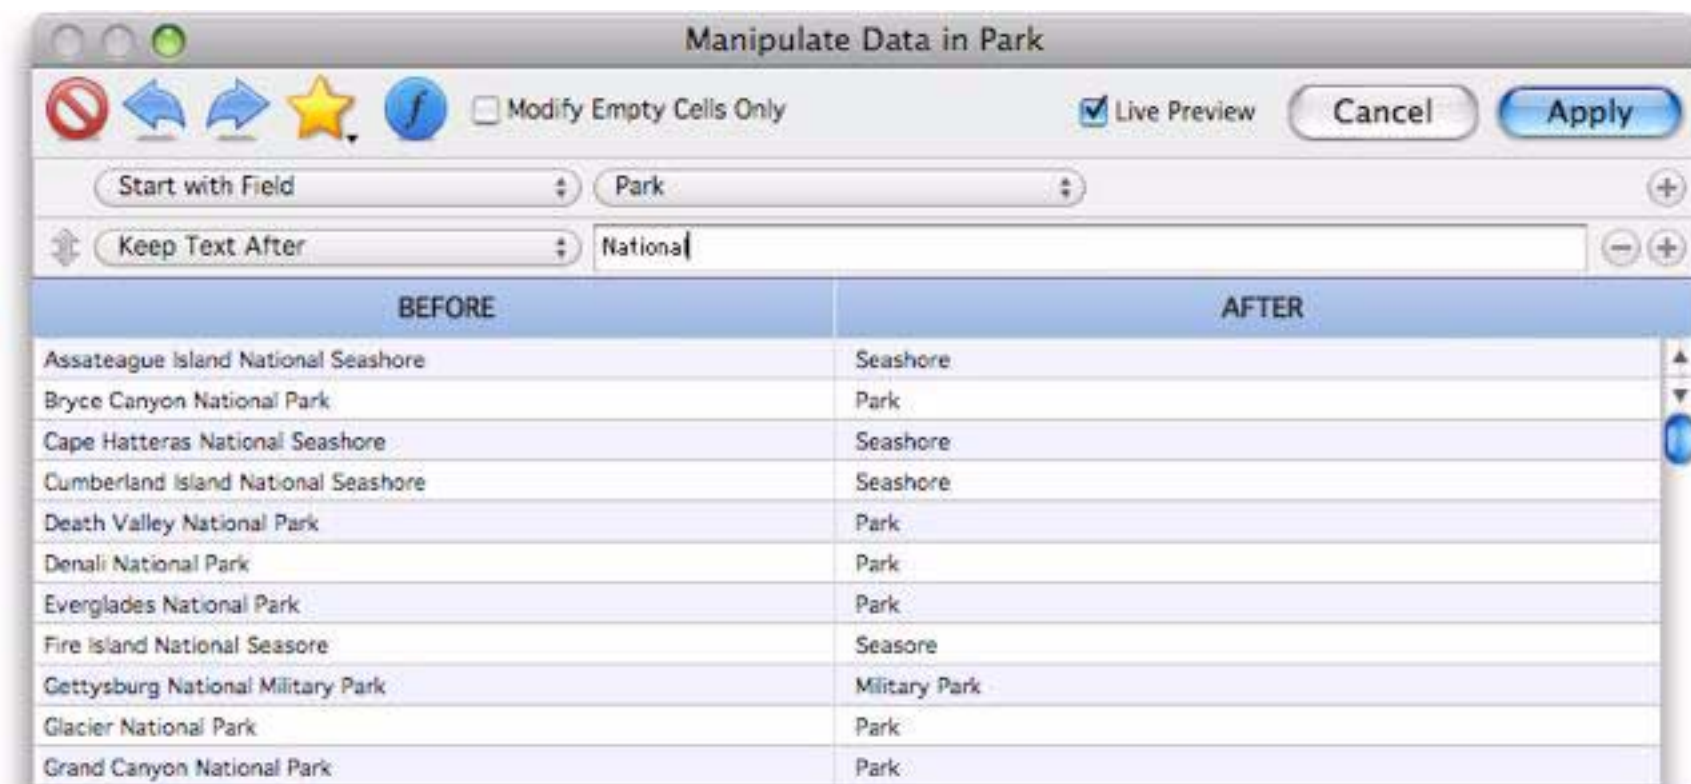 Manipulate Data in Park
f Modify Empty Cells Only Live Preview Cancel Apply
Start with Field Park
Keep Text After National
BEFORE AFTER
Assateague Island National Seashore Seashore
Bryce Canyon National Park Park
Cape Hatteras National Seashore Seashore
Cumberland Island National Seashore Seashore
Death Valley National Park Park
Denali National Park Park
Everglades National Park Park
Fire Island National Seasore Seasore
Gettysburg National Military Park Military Park
Glacier National Park Park
Grand Canyon National Park Park